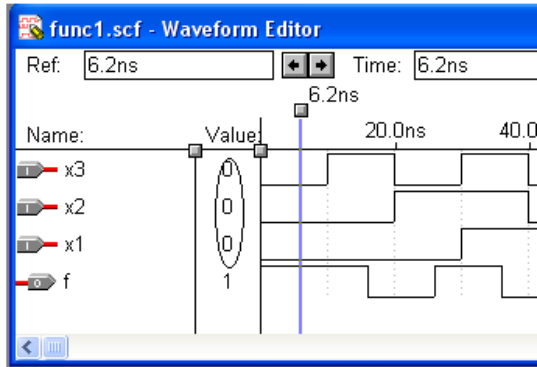 func1.scf - Waveform Editor
Ref: 6.2ns Time: 6.2ns
6.2ns
Name: Value: 20.0ns 40.0
x3 0
x2 0
x1 0
f 1